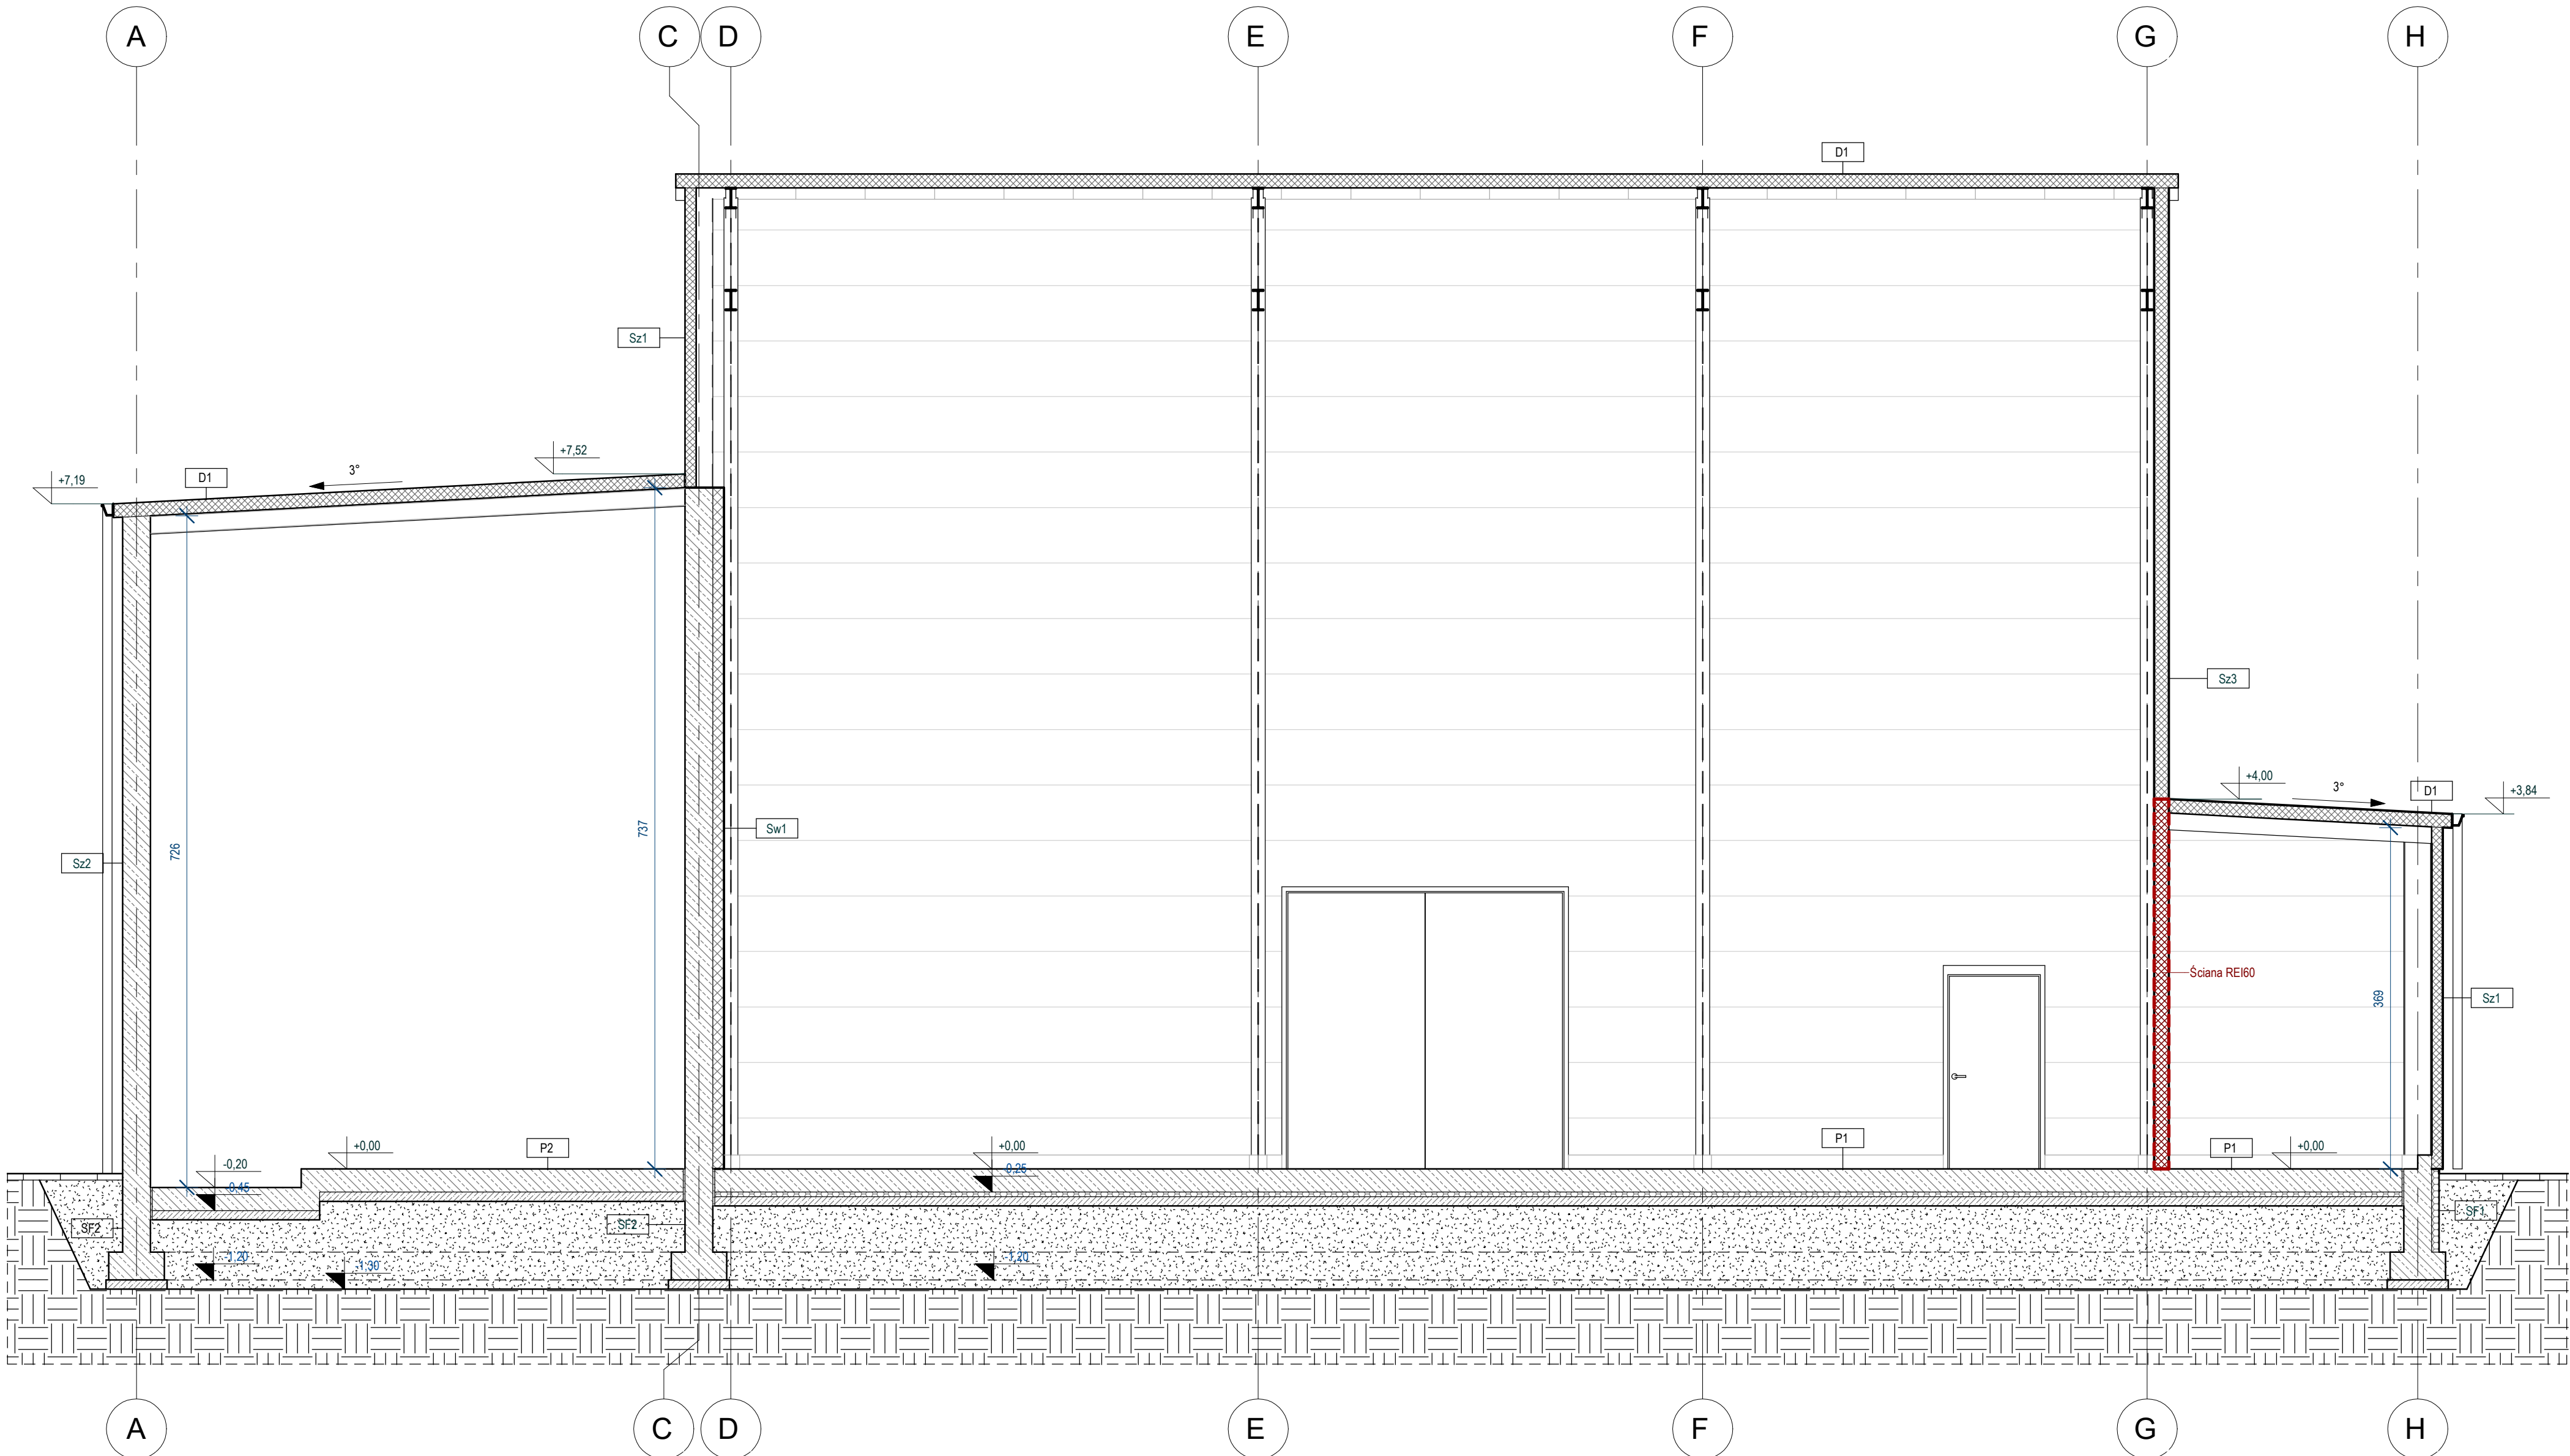 A
C
D
E
F
G
H
D1
Sz1
+7,52
3°
D1
+7,19
Sz3
+4,00
3°
D1
+3,84
Sw1
737
726
Sz2
Ściana REI60
369
Sz1
P2
+0,00
-0,20
-0,45
+0,00
-0,25
P1
P1
+0,00
SF2
SF2
SF1
-1,20
-1,30
-1,20
A
C
D
E
F
G
H